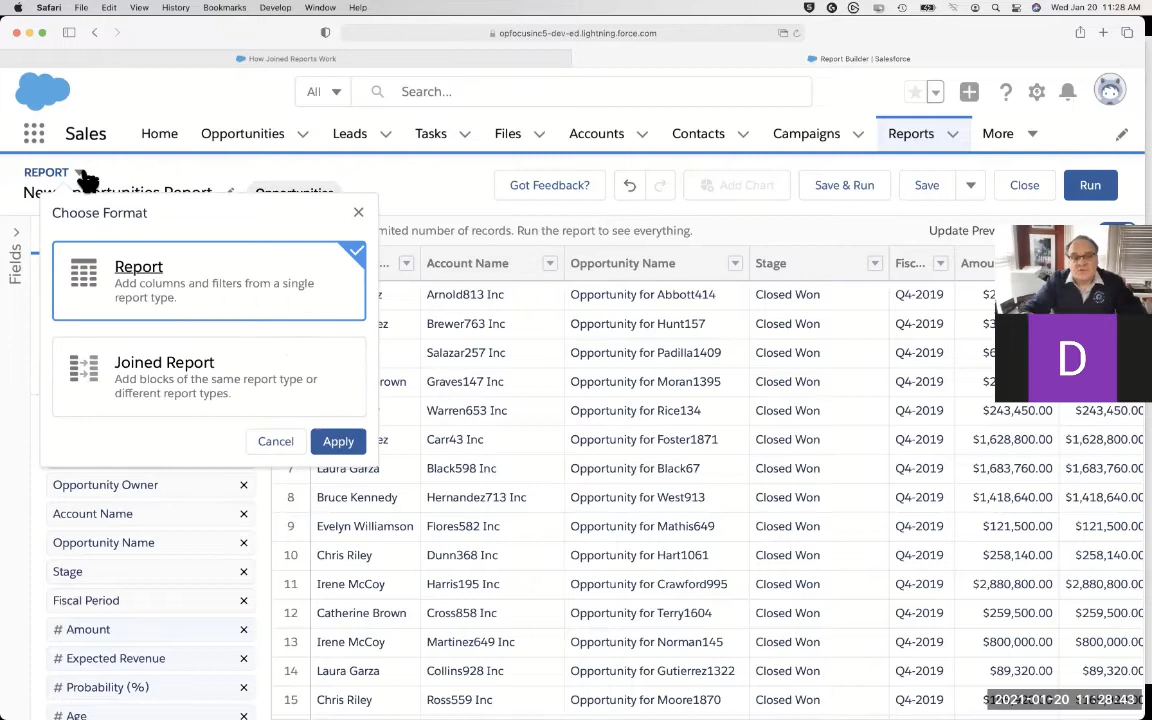 Safari File Edit View History Bookmarks Develop Window Help Wed Jan 20 11:28 AM
opfocusinc5-dev-ed.lightning.force.com
How Joined Reports Work
Report Builder | Salesforce
All Search...
Sales Home Opportunities Leads Tasks Files Accounts Contacts Campaigns Reports More
REPORT
Opportunities
Got Feedback? Add Chart Save & Run Save Close Run
Choose Format
Report
Add columns and filters from a single
report type.
Joined Report
Add blocks of the same report type or
different report types.
Cancel Apply
Fields
Opportunity Owner
Account Name
Opportunity Name
Stage
Fiscal Period
# Amount
# Expected Revenue
# Probability (%)
# Age
number of records. Run the report to see everything. Update
... Account Name Opportunity Name Stage Fisc...
Arnold813 Inc Opportunity for Abbott414 Closed Won Q4-2019
Brewer763 Inc Opportunity for Hunt157 Closed Won Q4-2019
Salazar257 Inc Opportunity for Padilla1409 Closed Won Q4-2019
Graves147 Inc Opportunity for Moran1395 Closed Won Q4-2019
Warren653 Inc Opportunity for Rice134 Closed Won Q4-2019 $243,450.00 $243,450.00
Carr43 Inc Opportunity for Foster1871 Closed Won Q4-2019 $1,628,800.00 $1,628,800.00
7 Laura Garza Black598 Inc Opportunity for Black67 Closed Won Q4-2019 $1,683,760.00 $1,683,760.00
8 Bruce Kennedy Hernandez713 Inc Opportunity for West913 Closed Won Q4-2019 $1,418,640.00 $1,418,640.00
9 Evelyn Williamson Flores582 Inc Opportunity for Mathis649 Closed Won Q4-2019 $121,500.00 $121,500.00
10 Chris Riley Dunn368 Inc Opportunity for Hart1061 Closed Won Q4-2019 $258,140.00 $258,140.00
11 Irene McCoy Harris195 Inc Opportunity for Crawford995 Closed Won Q4-2019 $2,880,800.00 $2,880,800.00
12 Catherine Brown Cross858 Inc Opportunity for Terry1604 Closed Won Q4-2019 $259,500.00 $259,500.00
13 Irene McCoy Martinez649 Inc Opportunity for Norman145 Closed Won Q4-2019 $800,000.00 $800,000.00
14 Laura Garza Collins928 Inc Opportunity for Gutierrez1322 Closed Won Q4-2019 $89,320.00 $89,320.00
15 Chris Riley Ross559 Inc Opportunity for Moore1870 Closed Won Q4-2019
D
2021-01-20 11:28:43